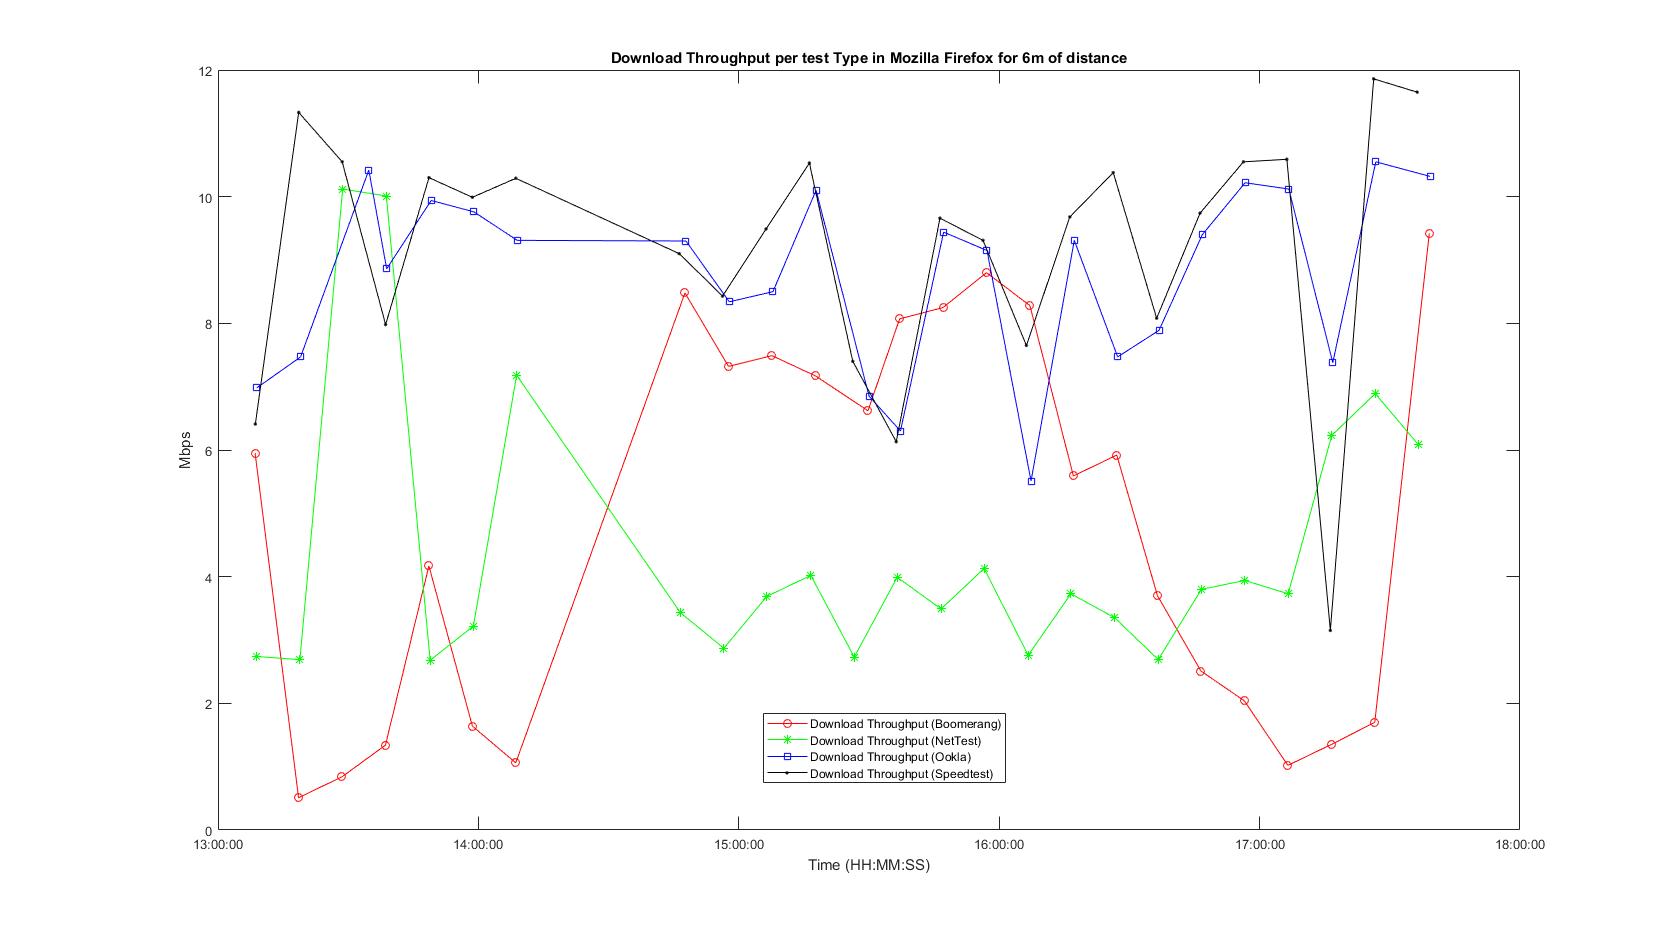 Download Throughput per test Type in Mozilla Firefox for 6m of distance
12
10
8
6
4
2
0
Mbps
13:00:00 14:00:00 15:00:00 16:00:00 17:00:00 18:00:00
Time (HH:MM:SS)
Download Throughput (Boomerang)
Download Throughput (NetTest)
Download Throughput (Ookla)
Download Throughput (Speedtest)